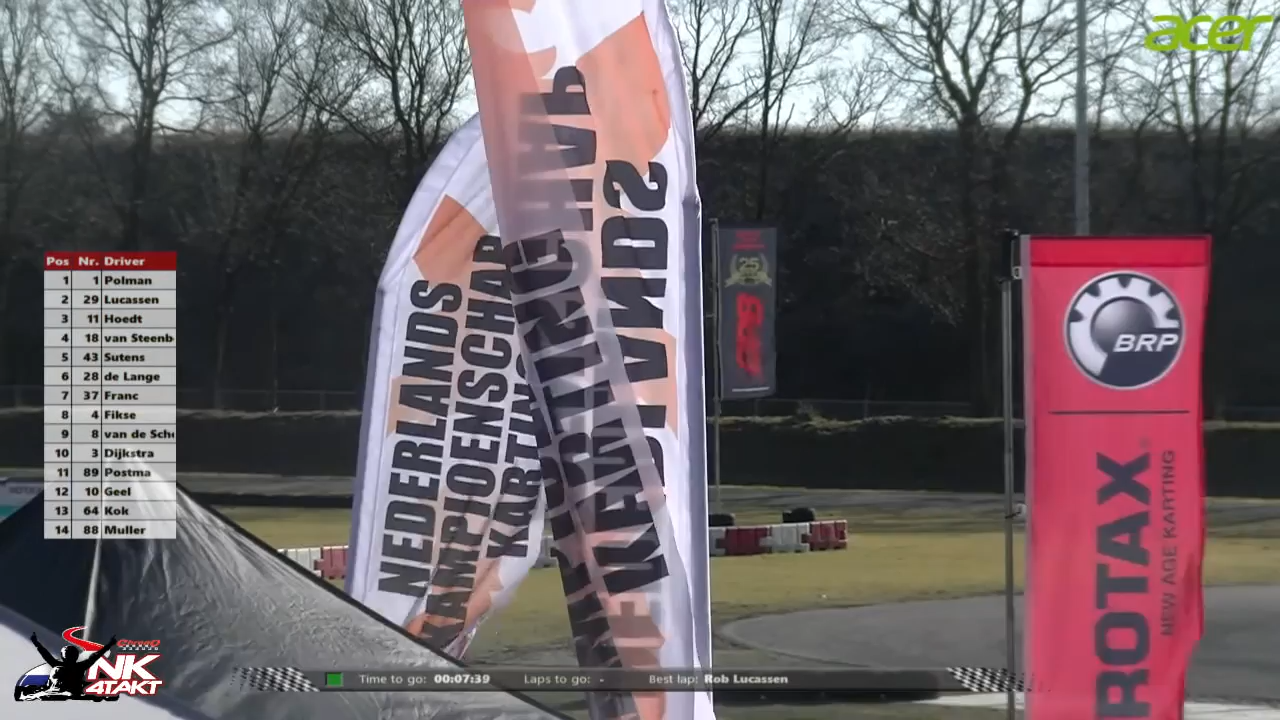 acer
Pos Nr. Driver
1 1 Polman
2 29 Lucassen
3 11 Hoedt
4 18 van Steenb
5 43 Sutens
6 28 de Lange
7 37 Franc
8 4 Fikse
9 8 van de Sch
10 3 Dijkstra
11 89 Postma
12 10 Geel
13 64 Kok
14 88 Muller
NEDERLANDS
KAMPIOENSCHAP
KARTING
25
BRP
ROTAX
NEW AGE KARTING
NK
4TAKT
Time to go: 00:07:39 Laps to go: - Best lap: Rob Lucassen